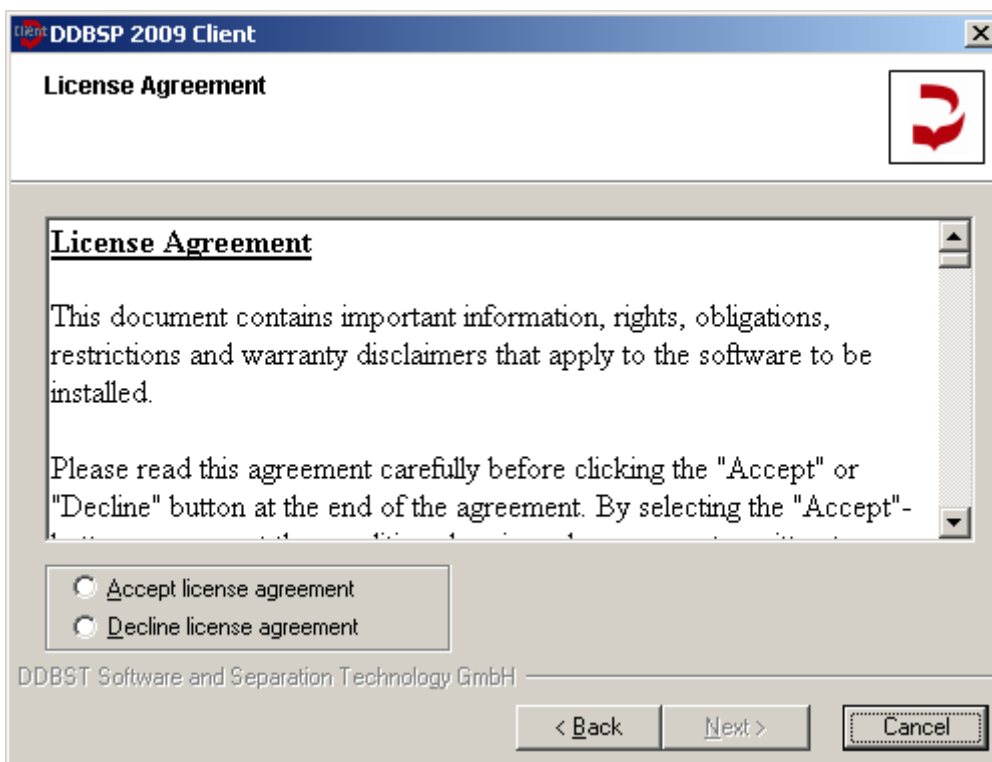 Client DDBSP 2009 Client
License Agreement
License Agreement
This document contains important information, rights, obligations,
restrictions and warranty disclaimers that apply to the software to be
installed.
Please read this agreement carefully before clicking the "Accept" or
"Decline" button at the end of the agreement. By selecting the "Accept"-
Accept license agreement
Decline license agreement
DDBST Software and Separation Technology GmbH
< Back Next > Cancel